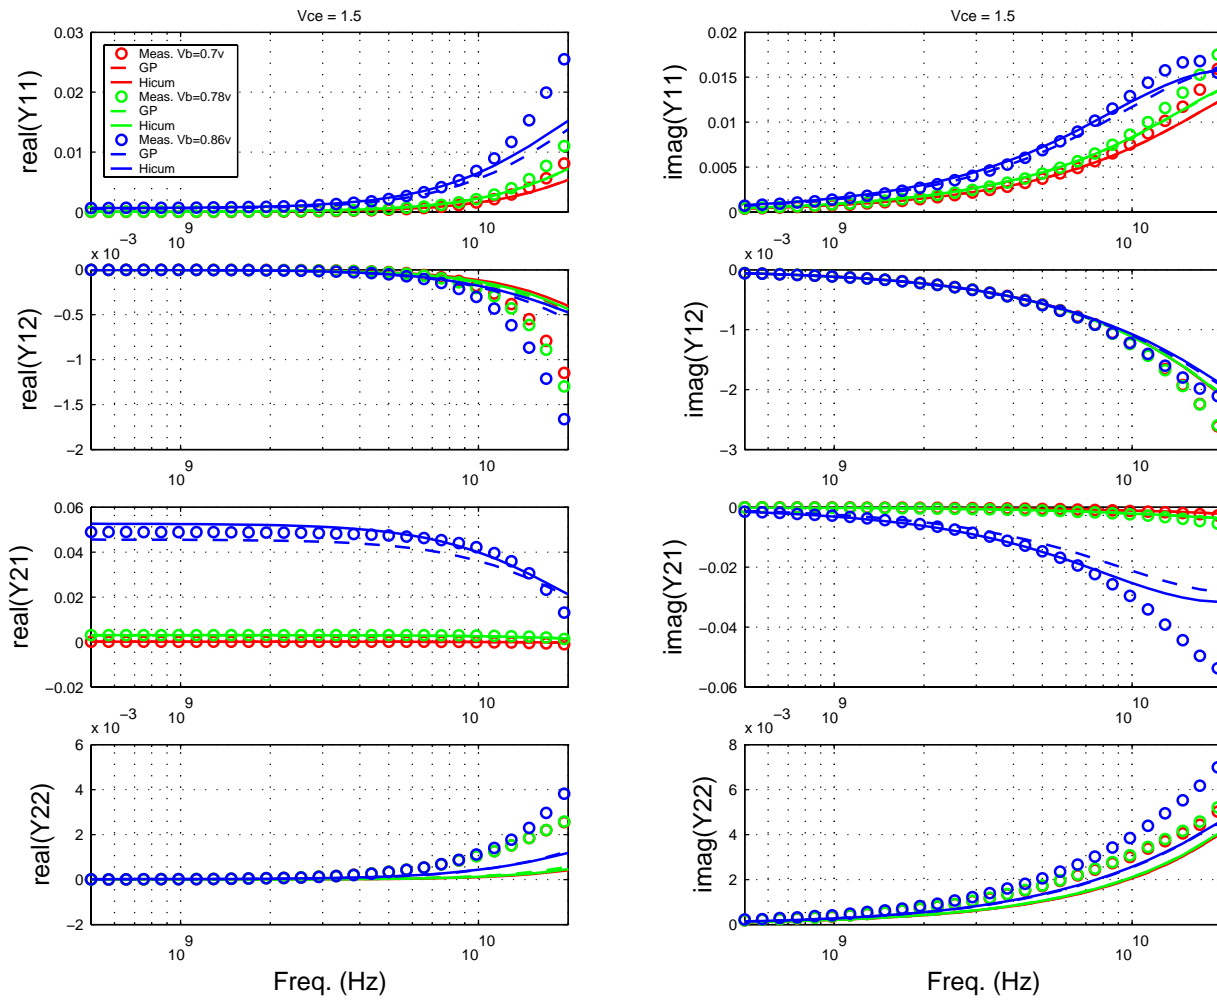 Vce = 1.5
real(Y11)
0.03
0.02
0.01
0
Meas. Vb=0.7v
GP
Hicum
Meas. Vb=0.78v
GP
Hicum
Meas. Vb=0.86v
GP
Hicum
10^9
10^10
Vce = 1.5
imag(Y11)
0.02
0.015
0.01
0.005
0
10^9
10^10
x 10^−3
real(Y12)
0
−0.5
−1
−1.5
−2
10^9
10^10
x 10^−3
imag(Y12)
0
−1
−2
−3
10^9
10^10
real(Y21)
0.06
0.04
0.02
0
−0.02
10^9
10^10
imag(Y21)
0
−0.02
−0.04
−0.06
10^9
10^10
x 10^−3
real(Y22)
6
4
2
0
−2
10^9
10^10
Freq. (Hz)
x 10^−3
imag(Y22)
8
6
4
2
0
10^9
10^10
Freq. (Hz)